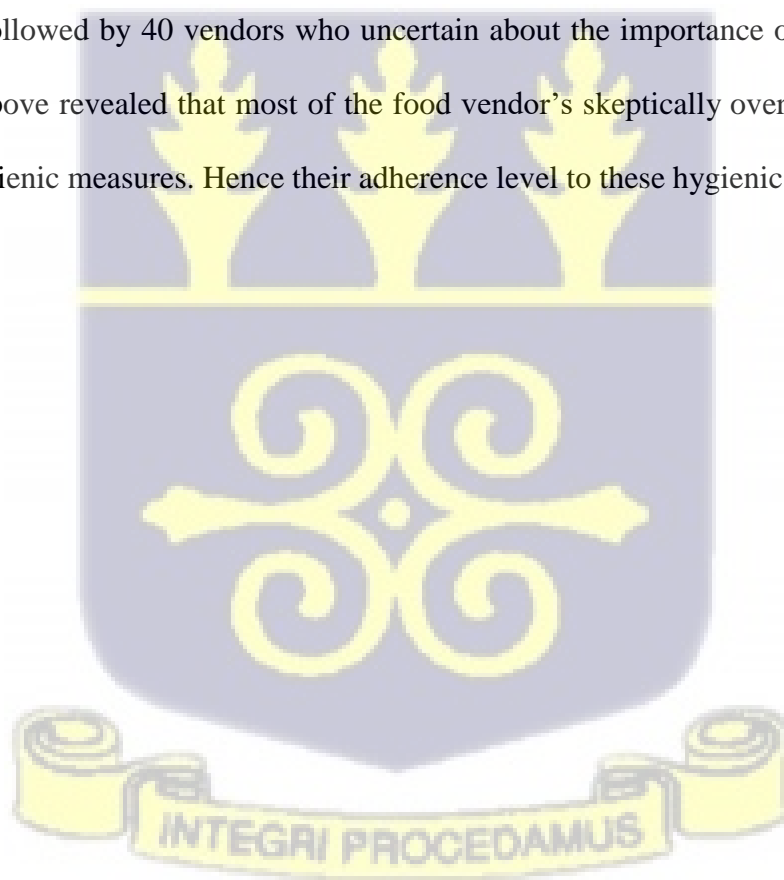 ollowed by 40 vendors who uncertain about the importance o
ove revealed that most of the food vendor’s skeptically over
ienic measures. Hence their adherence level to these hygienic
INTEGRI PROCEDAMUS